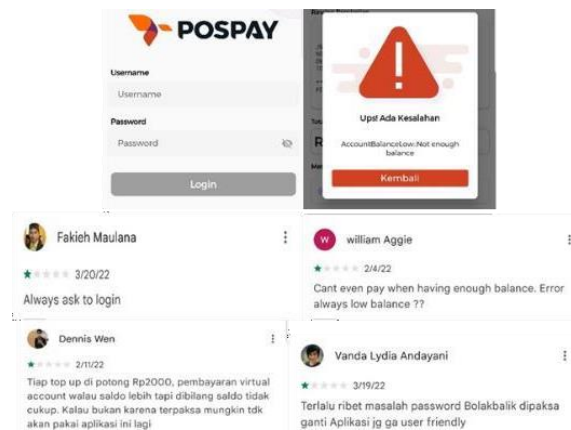 POSPAY
Username
Username
Password
Password
Login
Ups! Ada Kesalahan
AccountBalanceLow:Not enough
balance
Kembali
Fakieh Maulana
3/20/22
Always ask to login
W
william Aggie
2/4/22
Cant even pay when having enough balance. Error
always low balance ??
Dennis Wen
2/11/22
Tiap top up di potong Rp2000, pembayaran virtual
account walau saldo lebih tapi dibilang saldo tidak
cukup. Kalau bukan karena terpaksa mungkin tdk
akan pakai aplikasi ini lagi
Vanda Lydia Andayani
3/19/22
Terlalu ribet masalah password Bolakbalik dipaksa
ganti Aplikasi jg ga user friendly